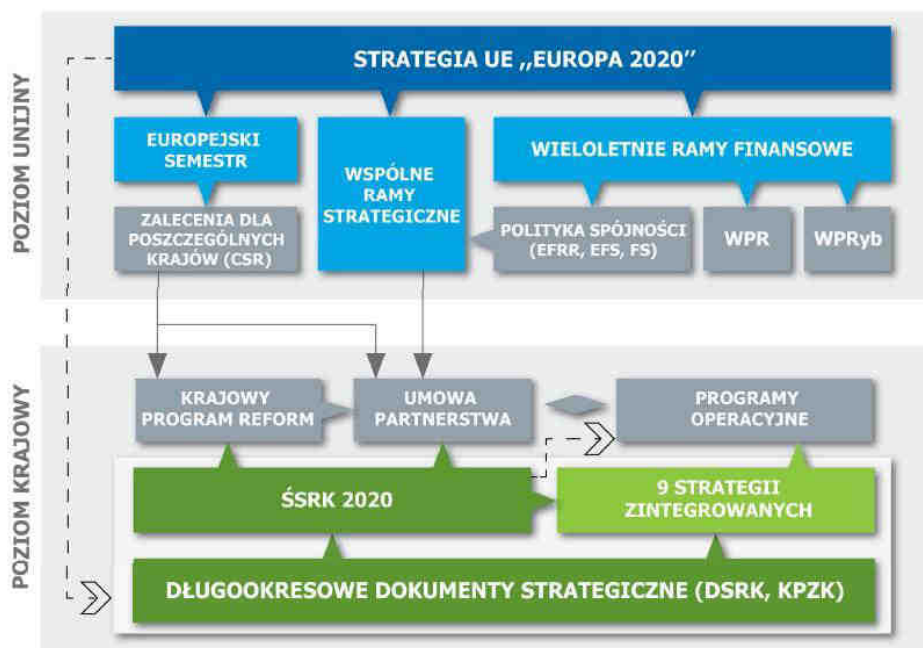 POZIOM UNIJNY
STRATEGIA UE „EUROPA 2020”
EUROPEJSKI
SEMESTR
WSPÓLNE
RAMY
STRATEGICZNE
WIELOLETNIE RAMY FINANSOWE
ZALECENIA DLA
POSZCZEGÓLNYCH
KRAJÓW (CSR)
POLITYKA SPÓJNOŚCI
(EFRR, EFS, FS)
WPR
WPRyb
POZIOM KRAJOWY
KRAJOWY
PROGRAM REFORM
UMOWA
PARTNERSTWA
PROGRAMY
OPERACYJNE
ŚSRK 2020
9 STRATEGII
ZINTEGROWANYCH
DŁUGOOKRESOWE DOKUMENTY STRATEGICZNE (DSRK, KPZK)